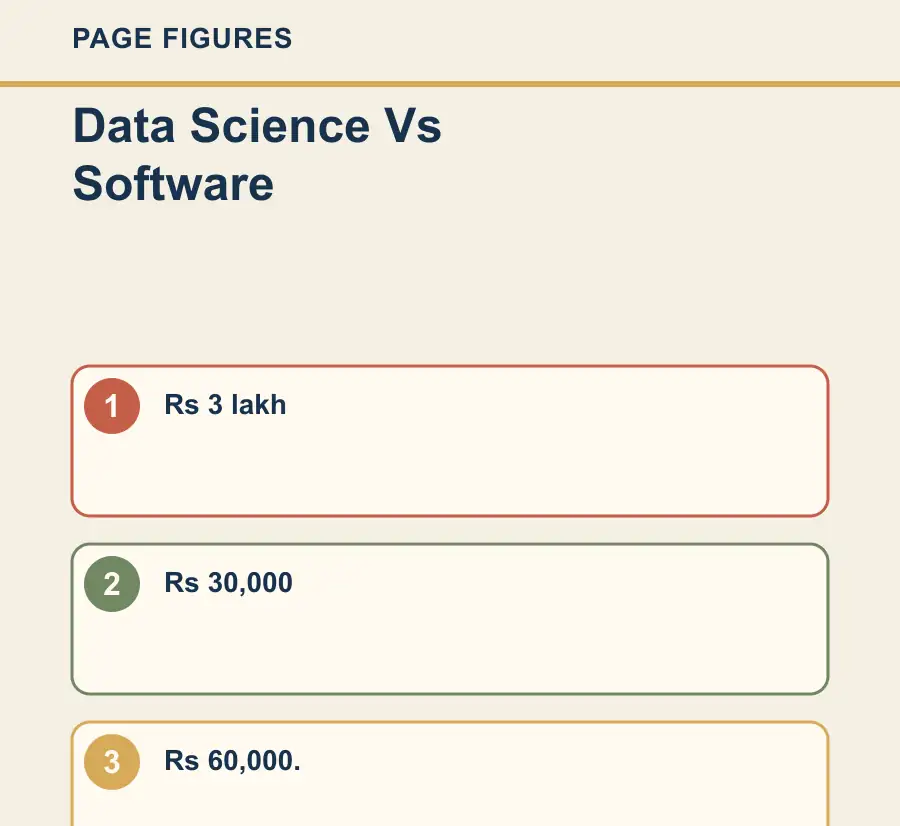 PAGE FIGURES
Data Science Vs
Software
1 Rs 3 lakh
2 Rs 30,000
3 Rs 60,000.